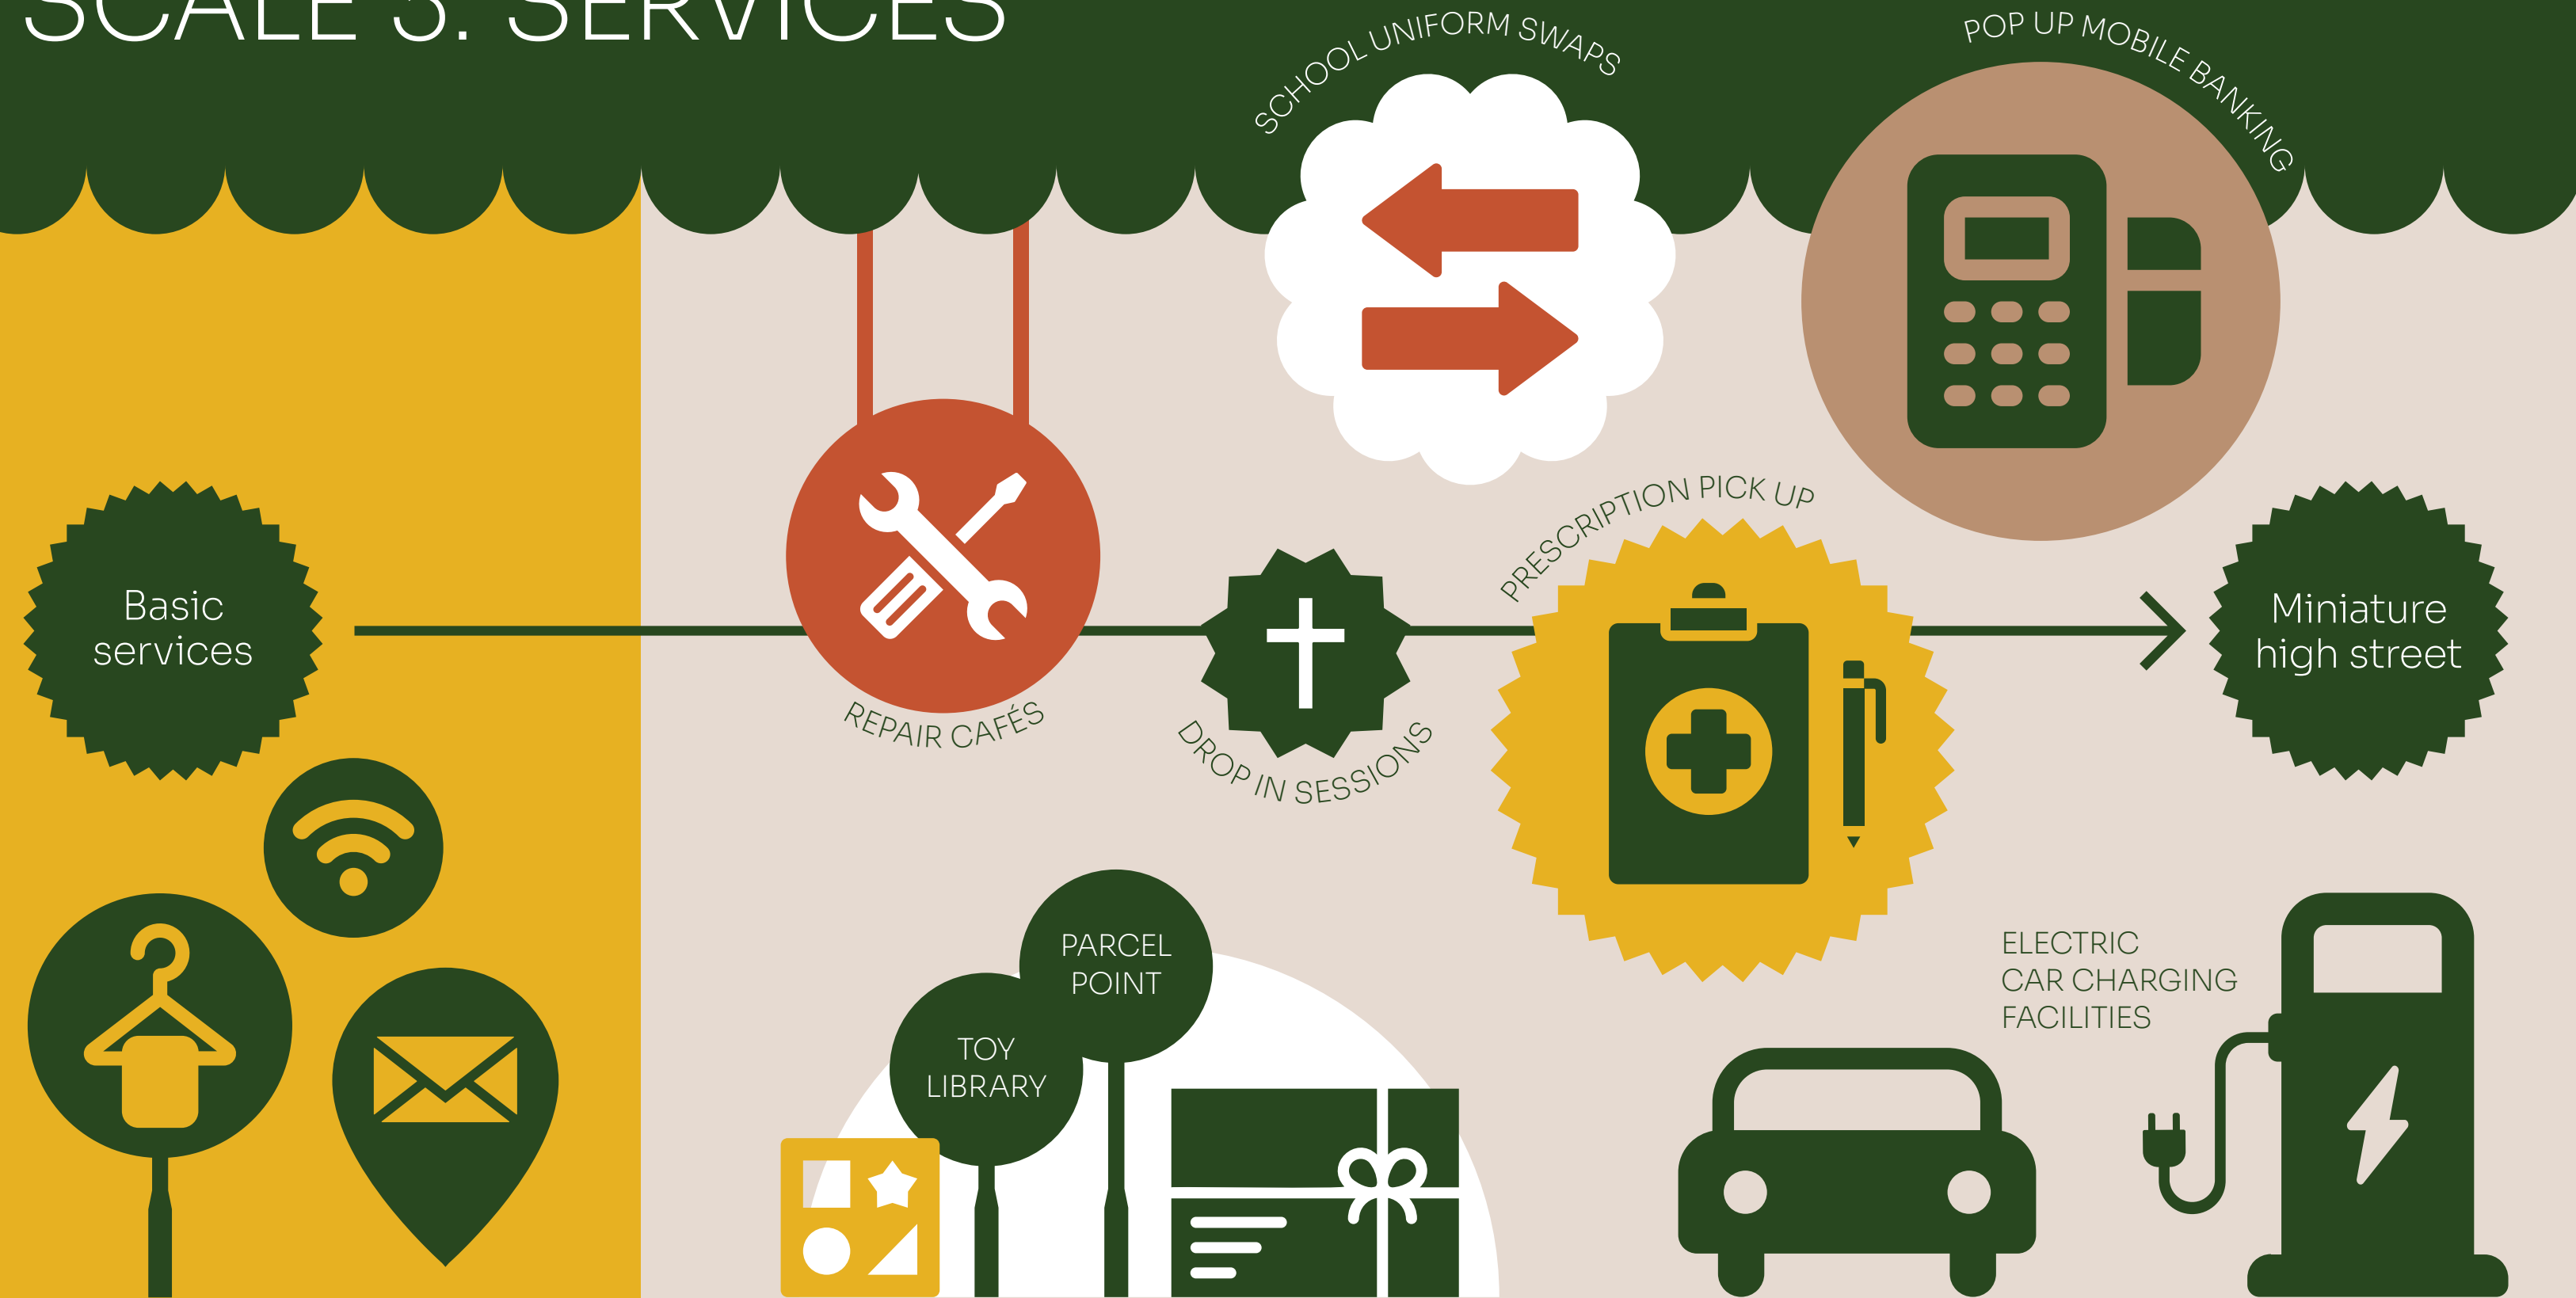 SCALE 3. SERVICES
SCHOOL UNIFORM SWAPS
POP UP MOBILE BANKING
PRESCRIPTION PICK UP
Basic
services
Miniature
high street
REPAIR CAFÉS
DROP IN SESSIONS
PARCEL
POINT
TOY
LIBRARY
ELECTRIC
CAR CHARGING
FACILITIES